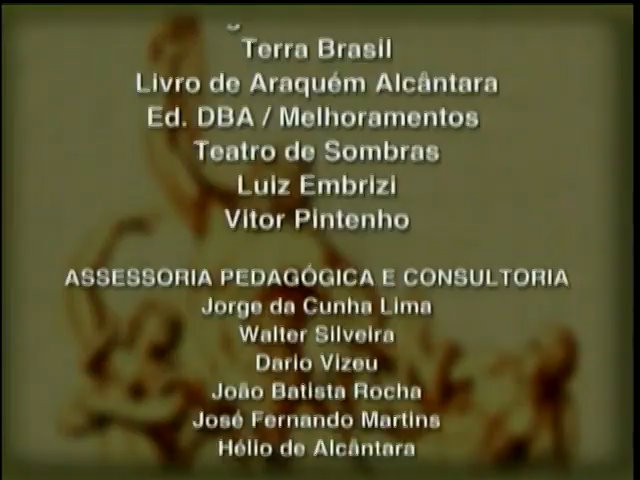 Terra Brasil
Livro de Araquém Alcântara
Ed. DBA / Melhoramentos
Teatro de Sombras
Luiz Embrizi
Vitor Pintenho
ASSESSORIA PEDAGÓGICA E CONSULTORIA
Jorge da Cunha Lima
Walter Silveira
Dario Vizeu
João Batista Rocha
José Fernando Martins
Hélio de Alcântara